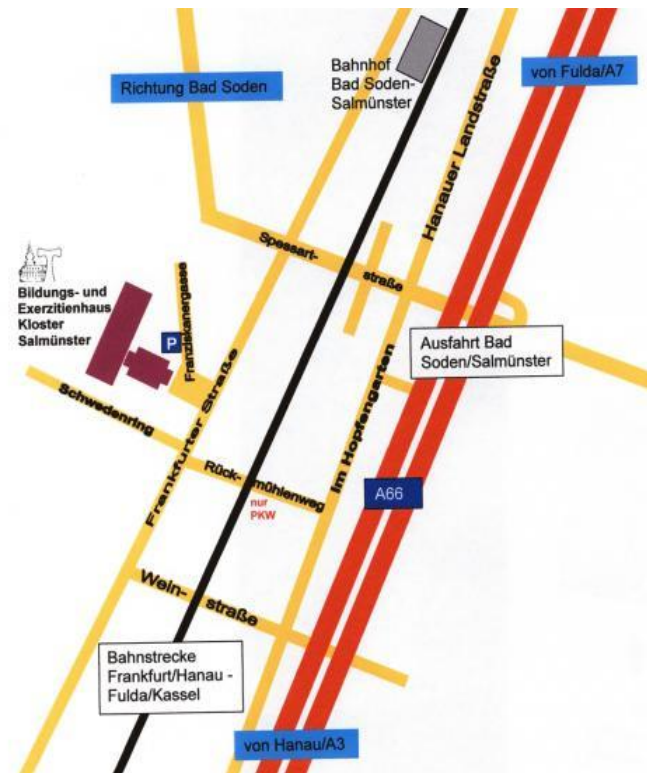 Bahnhof
Bad Soden-
Salmünster
von Fulda/A7
Richtung Bad Soden
Hanauer Landstraße
Spessart-
straße
Bildungs- und
Exerzitienhaus
Kloster
Salmünster
P
Franziskanergasse
Ausfahrt Bad
Soden/Salmünster
Schwedenring
Frankfurter Straße
Im Hopfengarten
Rück-
mühlenweg
nur
PKW
A66
Wein-
straße
Bahnstrecke
Frankfurt/Hanau -
Fulda/Kassel
von Hanau/A3